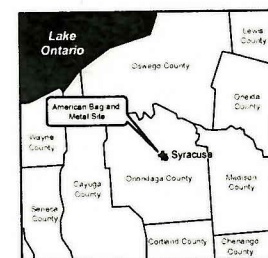 Lake
Ontario
Lewis
County
Oswego County
Oneida
County
American Bag and
Metal Site
Wayne
County
Syracuse
Onondaga County
Madison
County
Cayuga
County
Seneca
County
Cortland County
Chenango
County